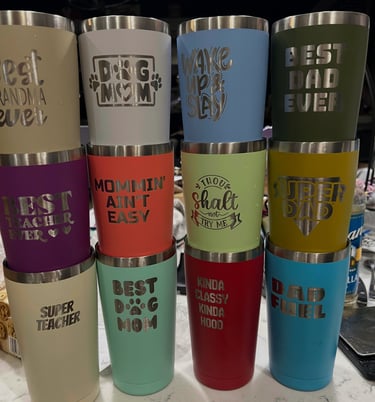 Best
GRANDMA
ever
DOG
MOM
WAKE
UP &
SLAY
BEST
DAD
EVER
BEST
TEACHER
EVER
MOMMIN'
AIN'T
EASY
THOU
Shalt
not
TRY ME
SUPER
DAD
SUPER
TEACHER
BEST
DOG
MOM
KINDA
CLASSY
KINDA
HOOD
DAD
FUEL